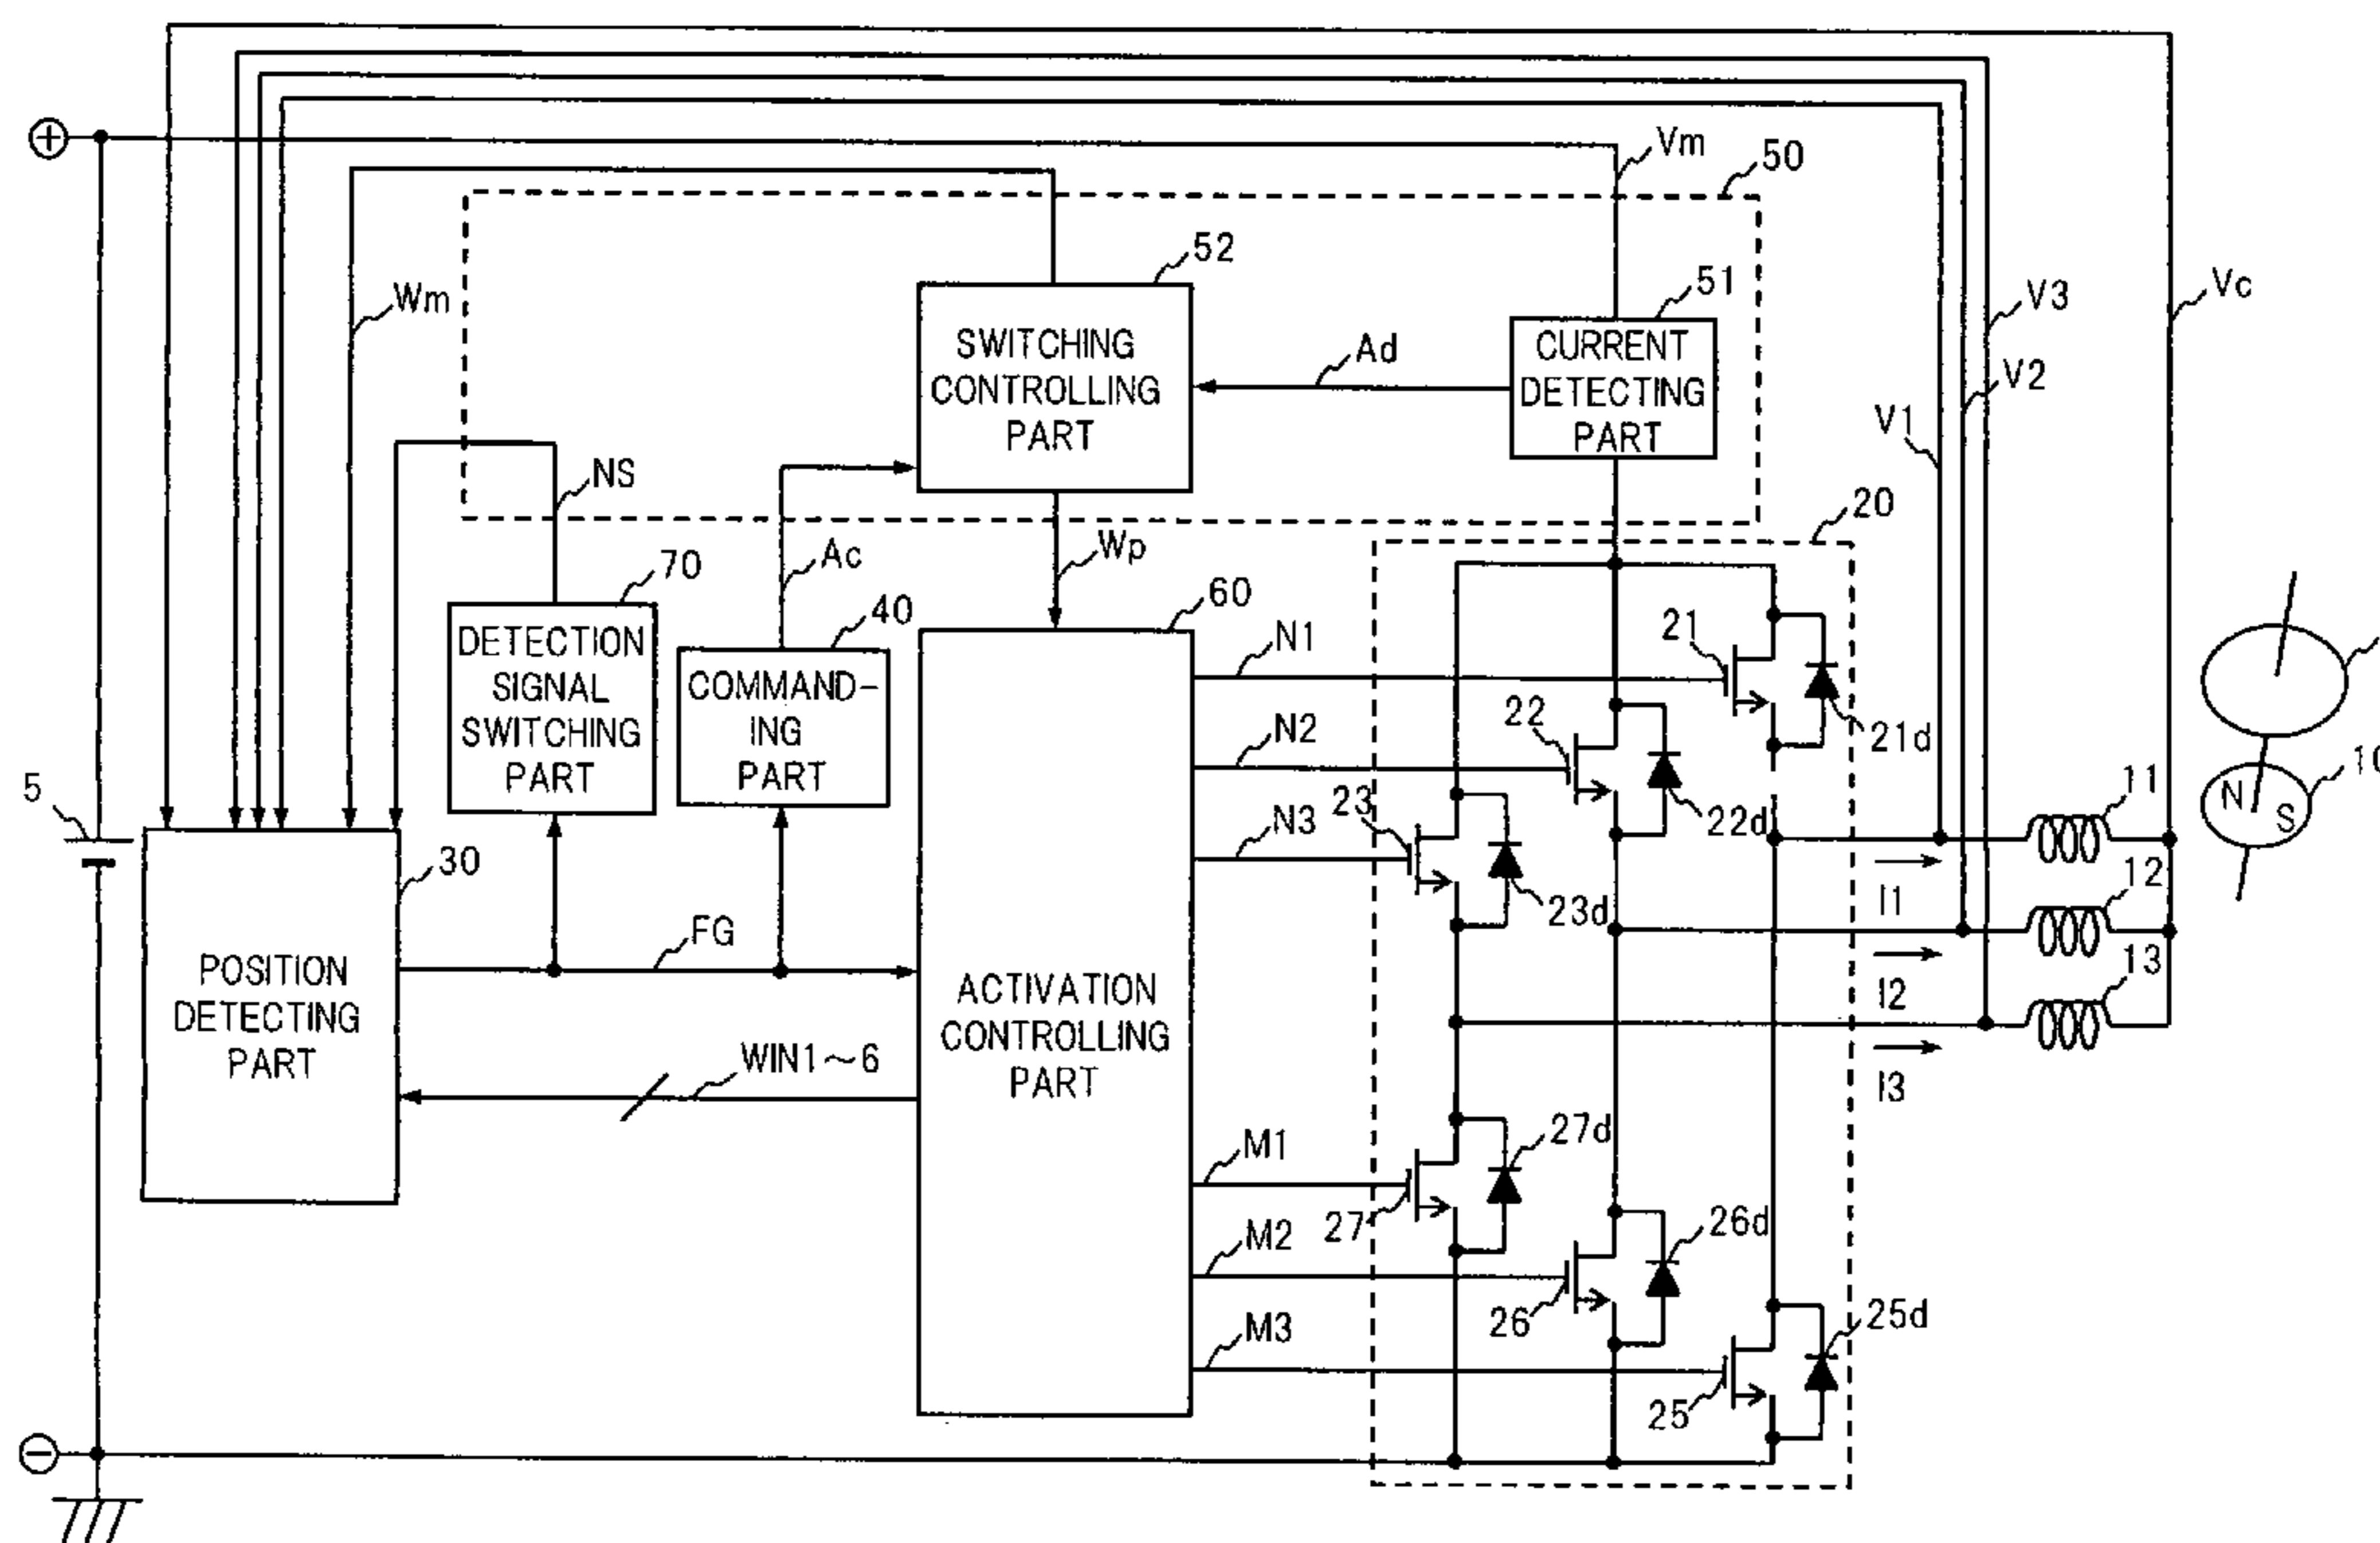 Vm
50
52
Wm
51
Vc
V3
SWITCHING
CONTROLLING
PART
Ad
CURRENT
DETECTING
PART
V2
V1
NS
20
Ac
Wp
70
40
60
DETECTION
SIGNAL
SWITCHING
PART
COMMAND-
ING
PART
N1
21
21d
N2
22
22d
5
N3
23
23d
11
N
S
30
I1
12
FG
I2
13
POSITION
DETECTING
PART
ACTIVATION
CONTROLLING
PART
WIN1~6
I3
M1
27
27d
M2
26
26d
M3
25
25d
+
−